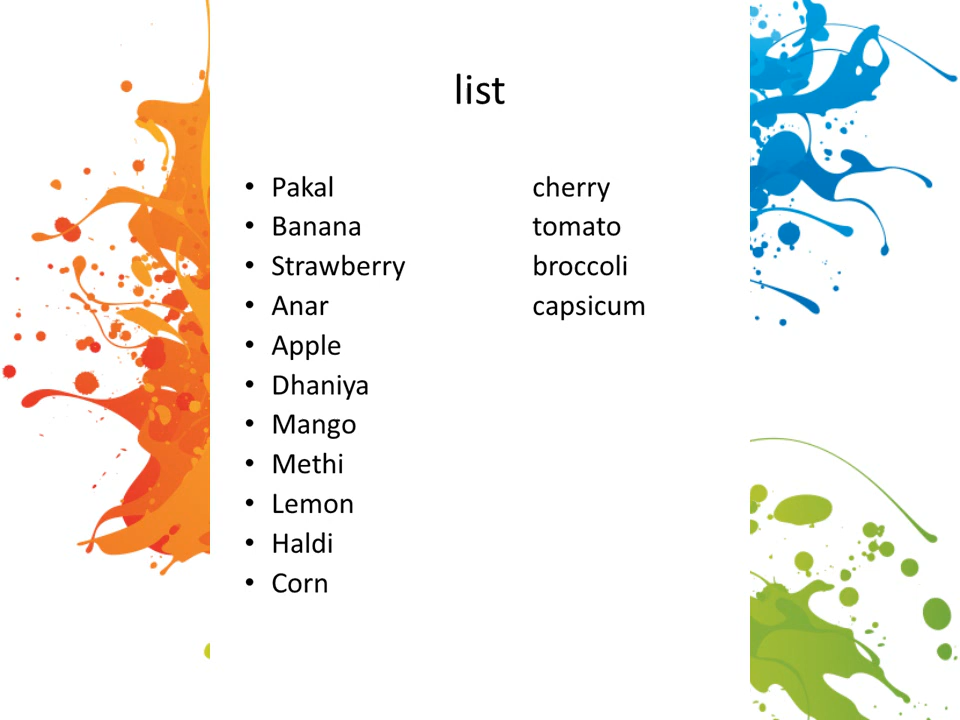 list
• Pakal
• Banana
• Strawberry
• Anar
• Apple
• Dhaniya
• Mango
• Methi
• Lemon
• Haldi
• Corn
cherry
tomato
broccoli
capsicum